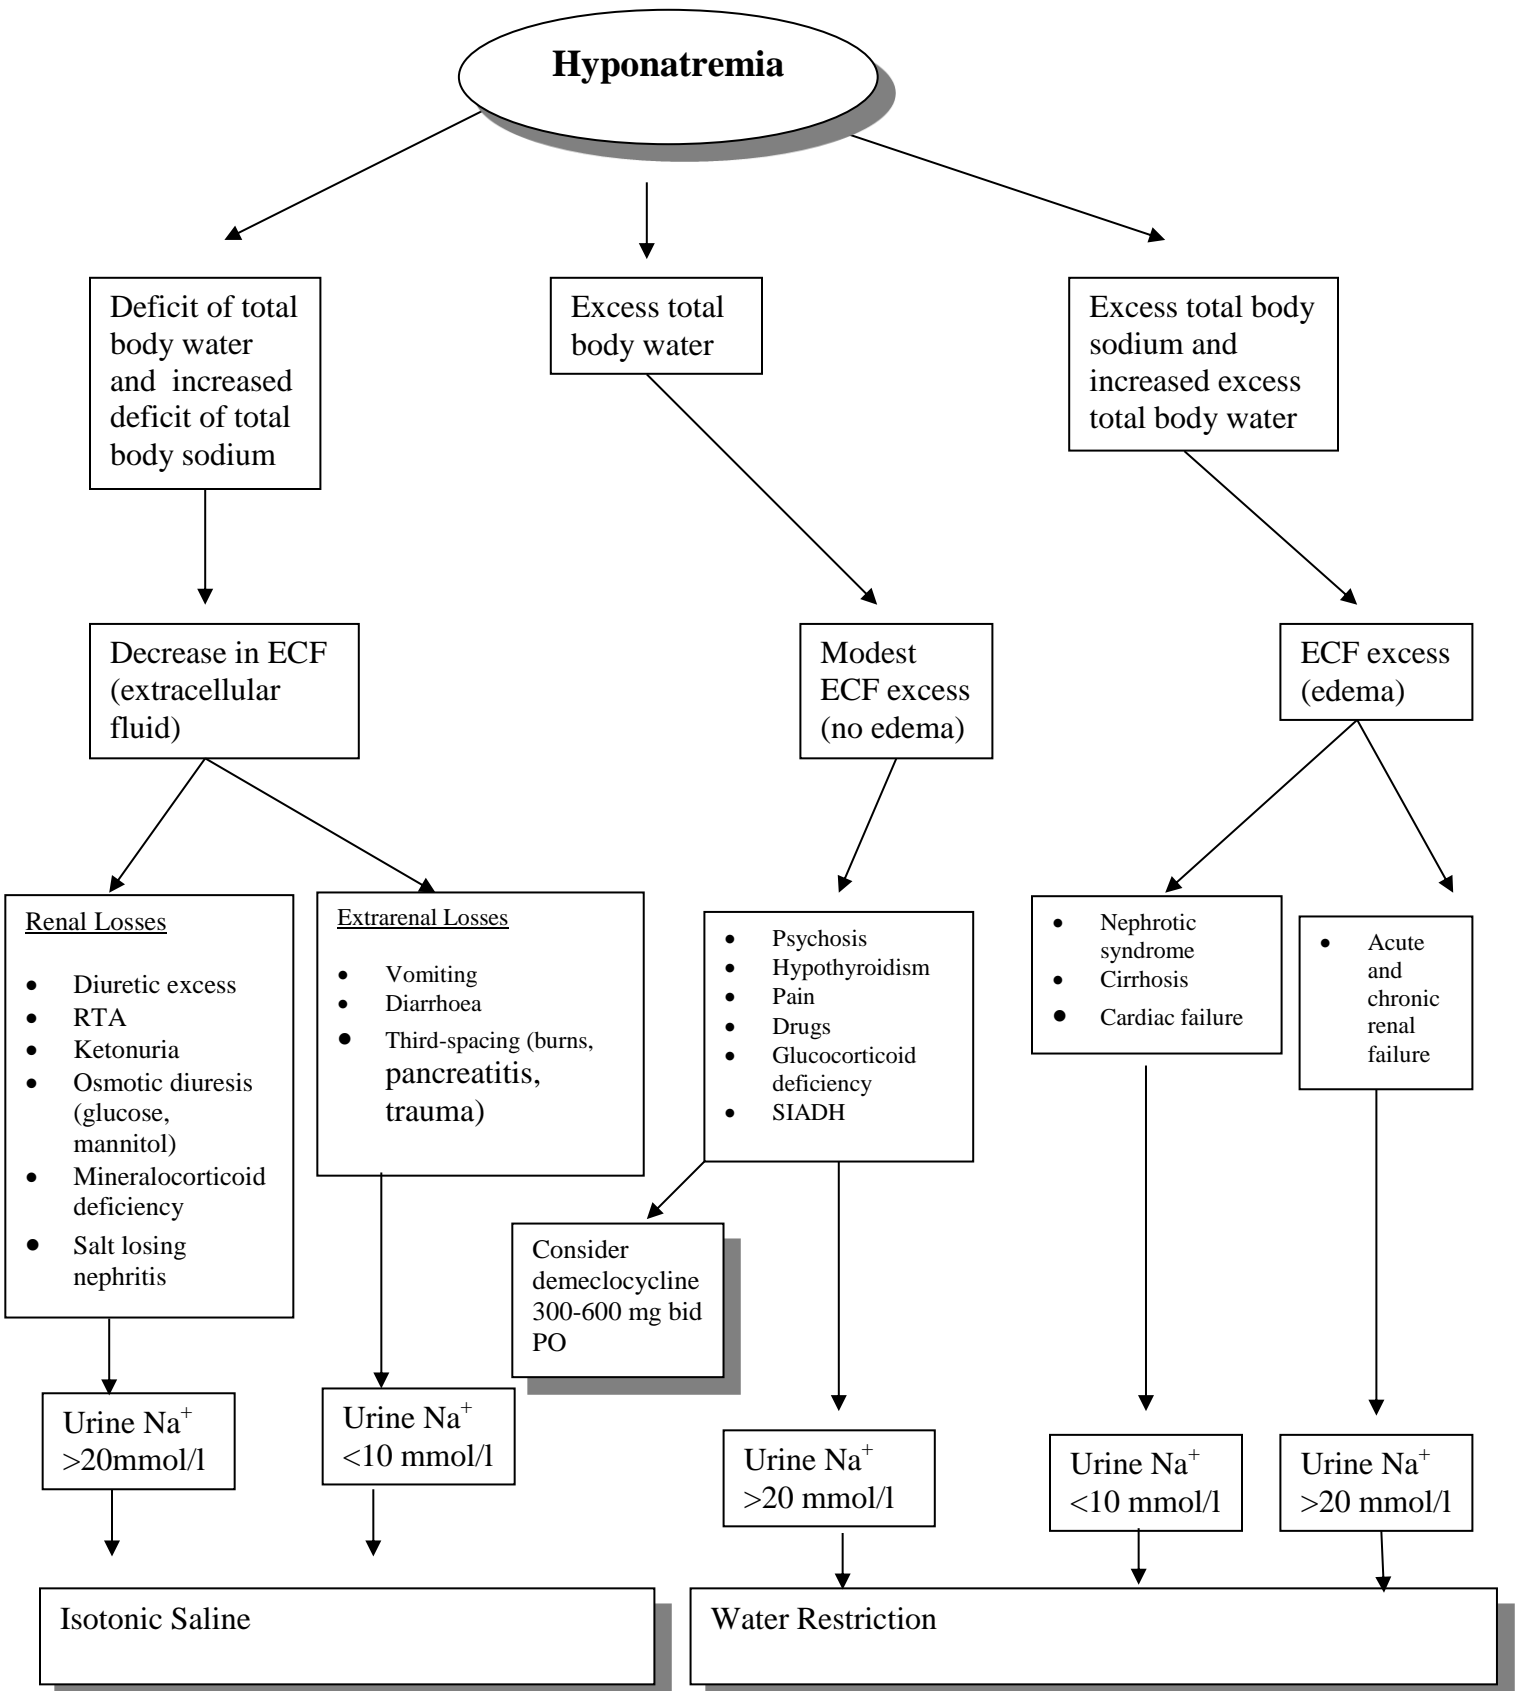 Hyponatremia
Deficit of total
body water
and increased
deficit of total
body sodium
Excess total
body water
Excess total body
sodium and
increased excess
total body water
Decrease in ECF
(extracellular
fluid)
Modest
ECF excess
(no edema)
ECF excess
(edema)
Renal Losses
• Diuretic excess
• RTA
• Ketonuria
• Osmotic diuresis
(glucose,
mannitol)
• Mineralocorticoid
deficiency
• Salt losing
nephritis
Extrarenal Losses
• Vomiting
• Diarrhoea
• Third-spacing (burns,
pancreatitis,
trauma)
• Psychosis
• Hypothyroidism
• Pain
• Drugs
• Glucocorticoid
deficiency
• SIADH
• Nephrotic
syndrome
• Cirrhosis
• Cardiac failure
• Acute
and
chronic
renal
failure
Consider
demeclocycline
300-600 mg bid
PO
Urine Na⁺
>20mmol/l
Urine Na⁺
<10 mmol/l
Urine Na⁺
>20 mmol/l
Urine Na⁺
<10 mmol/l
Urine Na⁺
>20 mmol/l
Isotonic Saline
Water Restriction